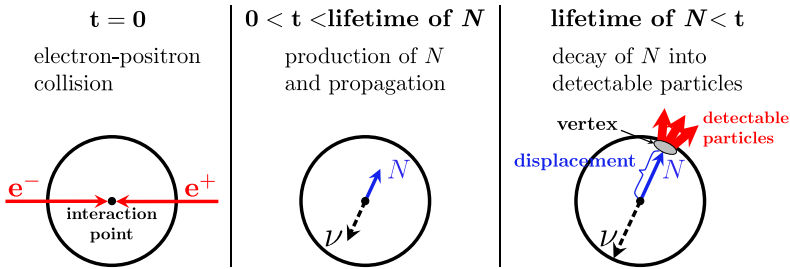 t = 0
electron-positron
collision
e⁻
e⁺
interaction
point
0 < t <lifetime of N
production of N
and propagation
N
ν
lifetime of N< t
decay of N into
detectable particles
vertex
detectable
particles
displacement
N
ν